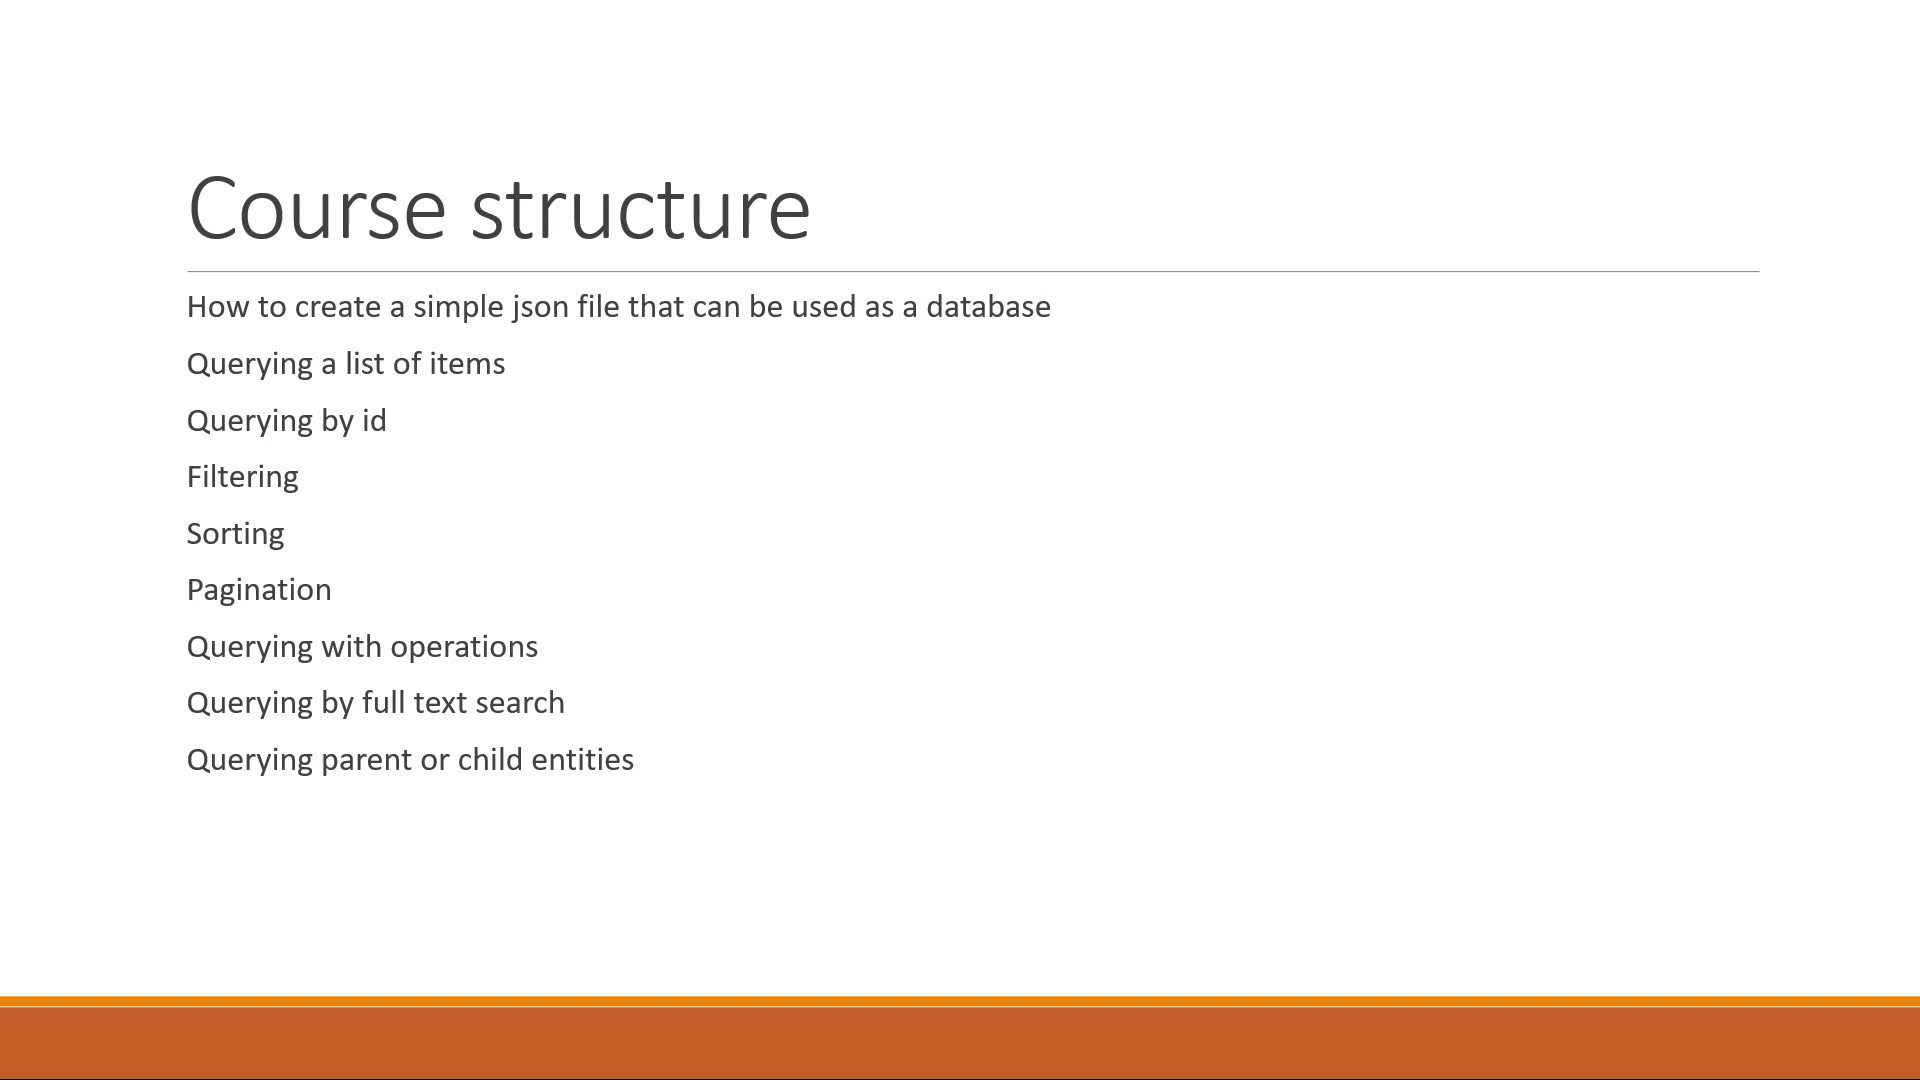 Course structure
How to create a simple json file that can be used as a database
Querying a list of items
Querying by id
Filtering
Sorting
Pagination
Querying with operations
Querying by full text search
Querying parent or child entities